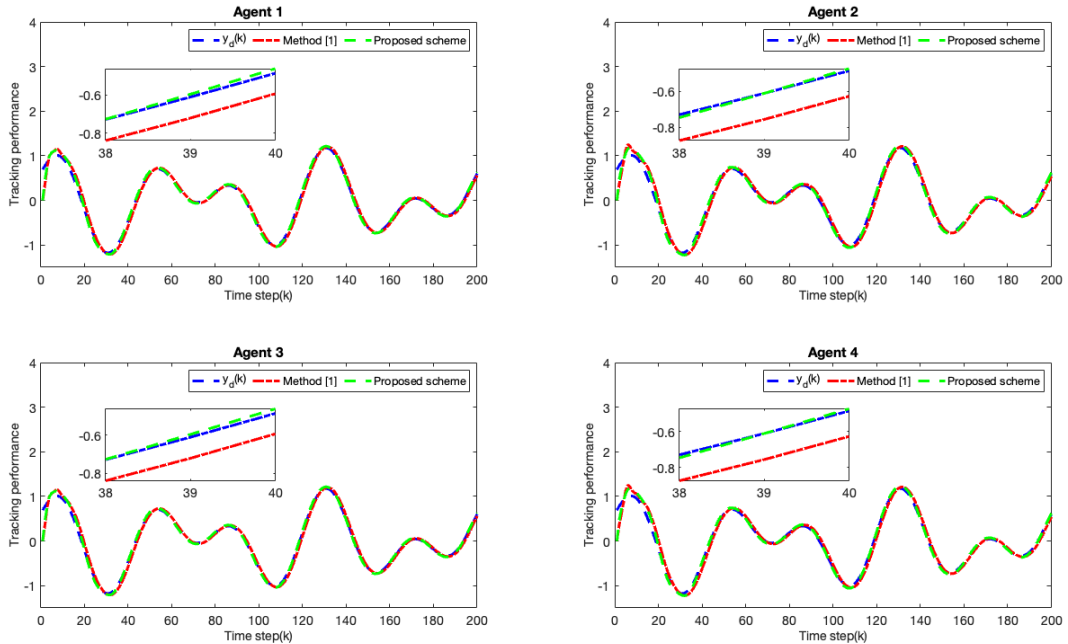 Agent 1
y_d(k) Method [1] Proposed scheme
4
3
2
1
0
-1
Tracking performance
-0.6
-0.8
38 39 40
0 20 40 60 80 100 120 140 160 180 200
Time step(k)
Agent 2
y_d(k) Method [1] Proposed scheme
4
3
2
1
0
-1
Tracking performance
-0.6
-0.8
38 39 40
0 20 40 60 80 100 120 140 160 180 200
Time step(k)
Agent 3
y_d(k) Method [1] Proposed scheme
4
3
2
1
0
-1
Tracking performance
-0.6
-0.8
38 39 40
0 20 40 60 80 100 120 140 160 180 200
Time step(k)
Agent 4
y_d(k) Method [1] Proposed scheme
4
3
2
1
0
-1
Tracking performance
-0.6
-0.8
38 39 40
0 20 40 60 80 100 120 140 160 180 200
Time step(k)